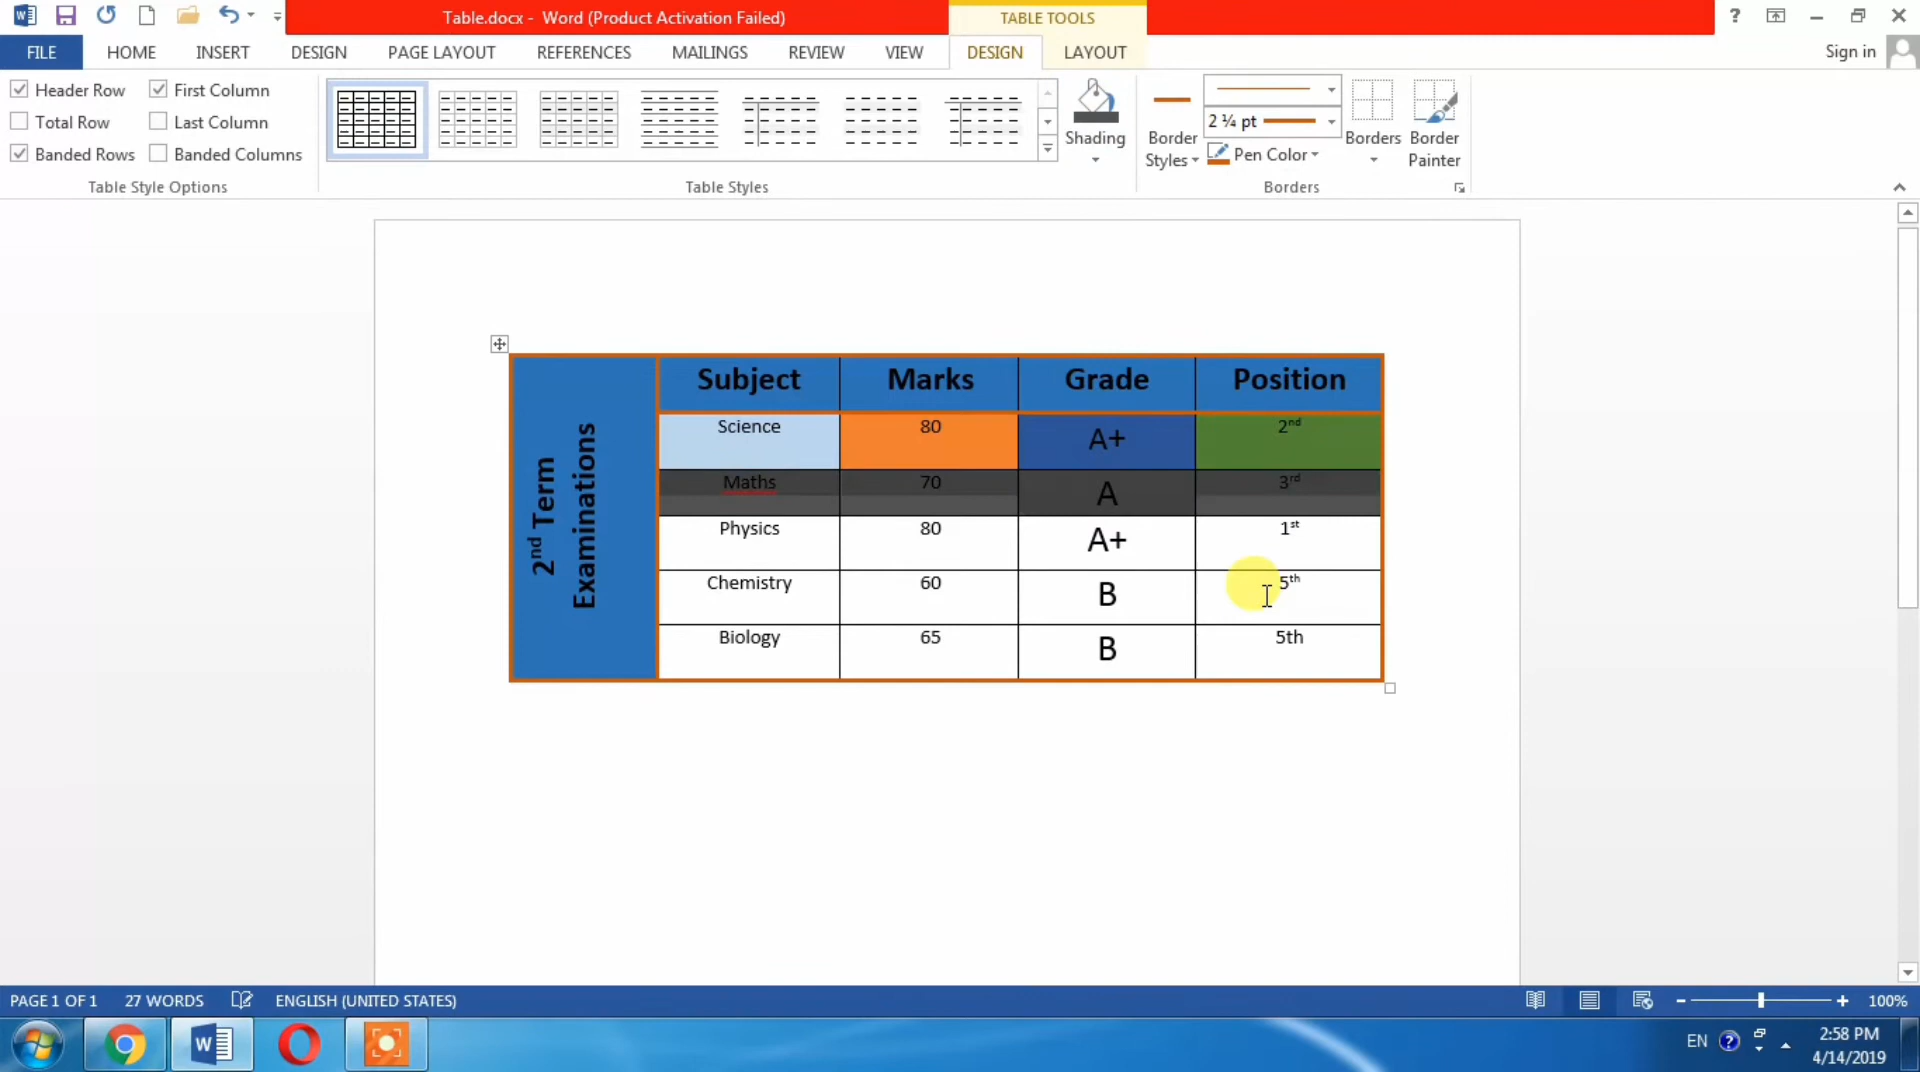 Table.docx - Word (Product Activation Failed)
TABLE TOOLS
?
FILE
HOME
INSERT
DESIGN
PAGE LAYOUT
REFERENCES
MAILINGS
REVIEW
VIEW
DESIGN
LAYOUT
Sign in
Header Row
First Column
Total Row
Last Column
Banded Rows
Banded Columns
Table Style Options
Table Styles
Shading
Border
Styles
2 ¼ pt
Pen Color
Borders
Border
Painter
Borders
2nd Term
Examinations
Subject Marks Grade Position
Science 80 A+ 2nd
Maths 70 A 3rd
Physics 80 A+ 1st
Chemistry 60 B 5th
Biology 65 B 5th
PAGE 1 OF 1
27 WORDS
ENGLISH (UNITED STATES)
100%
EN
2:58 PM
4/14/2019